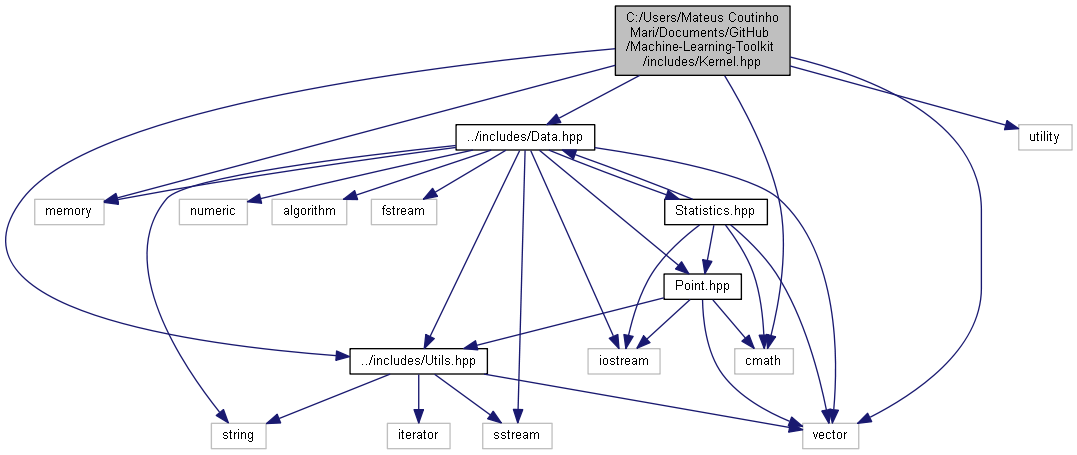 C:/Users/Mateus Coutinho
Mari/Documents/GitHub
/Machine-Learning-Toolkit
/includes/Kernel.hpp
../includes/Data.hpp
utility
memory
numeric
algorithm
fstream
Statistics.hpp
Point.hpp
../includes/Utils.hpp
iostream
cmath
string
iterator
sstream
vector